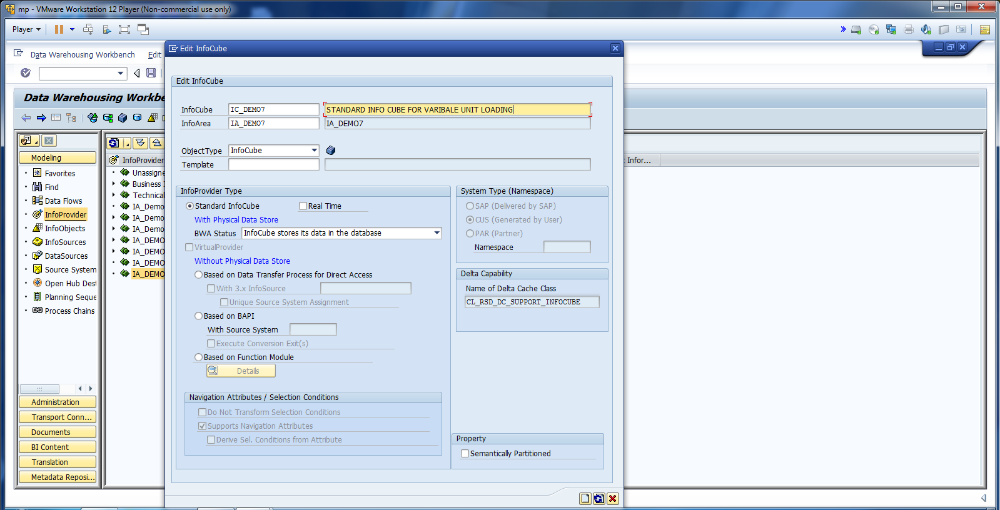 mp - VMware Workstation 12 Player (Non-commercial use only)
Player
Data Warehousing Workbench Edit
Data Warehousing Workbe
Modeling
Favorites
Find
Data Flows
InfoProvider
InfoObjects
InfoSources
DataSources
Source System
Open Hub Dest
Planning Seque
Process Chains
Administration
Transport Conn...
Documents
BI Content
Translation
Metadata Reposi...
InfoProvider
Unassigne
Business I
Technical
IA_Demo
IA_Demo
IA_Demo
IA_DEMO7
IA_DEMO
IA_DEMO
IA_DEMO
Infor...
Edit InfoCube
Edit InfoCube
InfoCube IC_DEMO7 STANDARD INFO CUBE FOR VARIBALE UNIT LOADING
InfoArea IA_DEMO7 IA_DEMO7
ObjectType InfoCube
Template
InfoProvider Type
Standard InfoCube Real Time
With Physical Data Store
BWA Status InfoCube stores its data in the database
VirtualProvider
Without Physical Data Store
Based on Data Transfer Process for Direct Access
With 3.x InfoSource
Unique Source System Assignment
Based on BAPI
With Source System
Execute Conversion Exit(s)
Based on Function Module
Details
Navigation Attributes / Selection Conditions
Do Not Transform Selection Conditions
Supports Navigation Attributes
Derive Sel. Conditions from Attribute
System Type (Namespace)
SAP (Delivered by SAP)
CUS (Generated by User)
PAR (Partner)
Namespace
Delta Capability
Name of Delta Cache Class
CL_RSD_DC_SUPPORT_INFOCUBE
Property
Semantically Partitioned